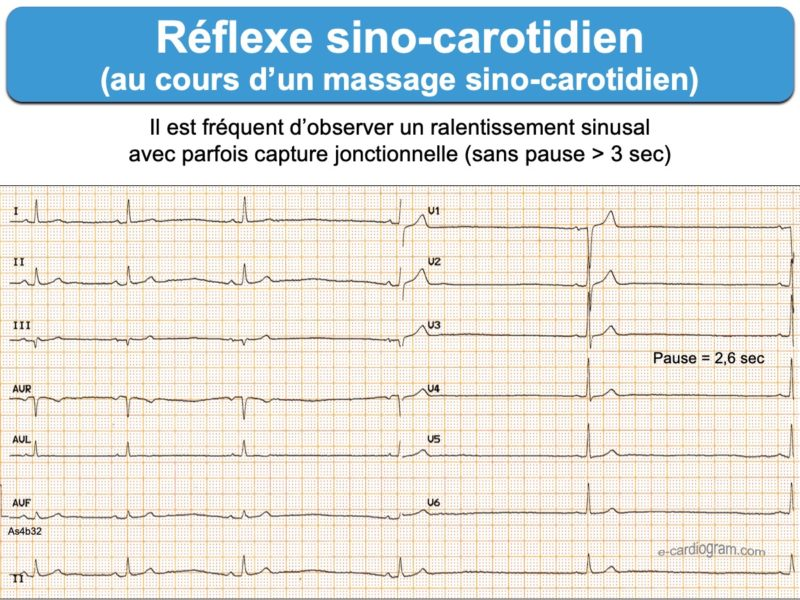 Réflexe sino-carotidien
(au cours d’un massage sino-carotidien)
Il est fréquent d’observer un ralentissement sinusal
avec parfois capture jonctionnelle (sans pause > 3 sec)
I
V1
II
V2
III
V3
Pause = 2,6 sec
AVR
V4
AVL
V5
AVF
V6
As4b32
e-cardiogram.com
II